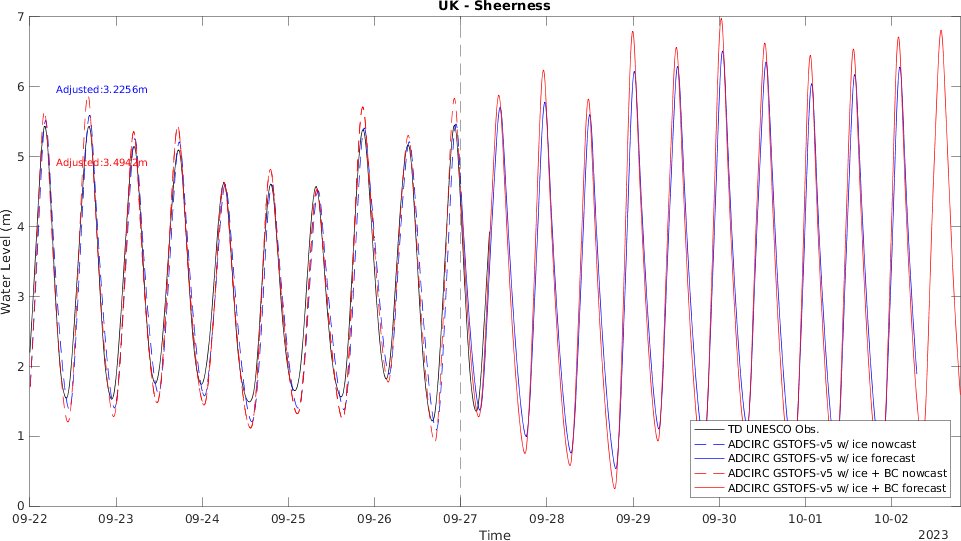 UK - Sheerness
7
6
5
4
3
2
1
0
Water Level (m)
Adjusted:3.2256m
Adjusted:3.4942m
TD UNESCO Obs.
ADCIRC GSTOFS-v5 w/ ice nowcast
ADCIRC GSTOFS-v5 w/ ice forecast
ADCIRC GSTOFS-v5 w/ ice + BC nowcast
ADCIRC GSTOFS-v5 w/ ice + BC forecast
09-22 09-23 09-24 09-25 09-26 09-27 09-28 09-29 09-30 10-01 10-02
Time
2023